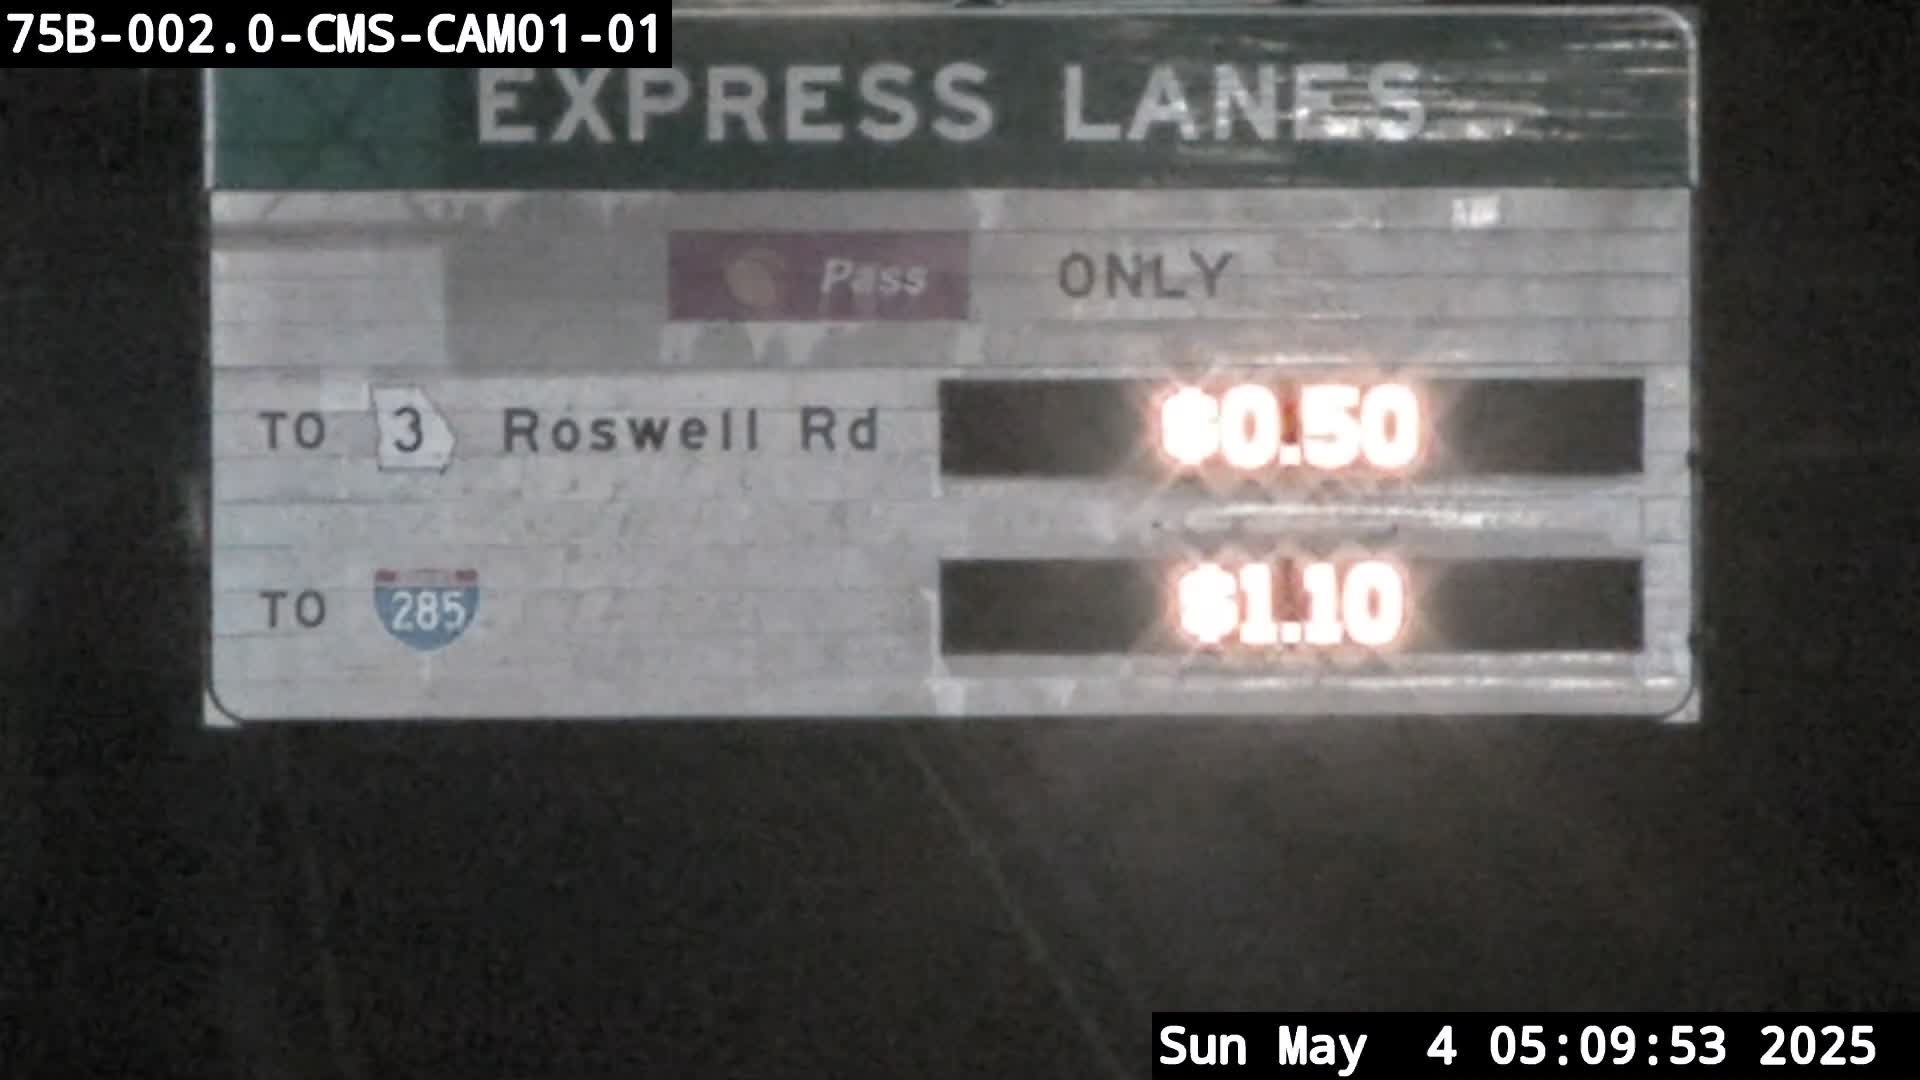 75B-002.0-CMS-CAM01-01
EXPRESS LANES
Pass ONLY
TO 3 Roswell Rd $0.50
TO 285 $1.10
Sun May 4 05:09:53 2025